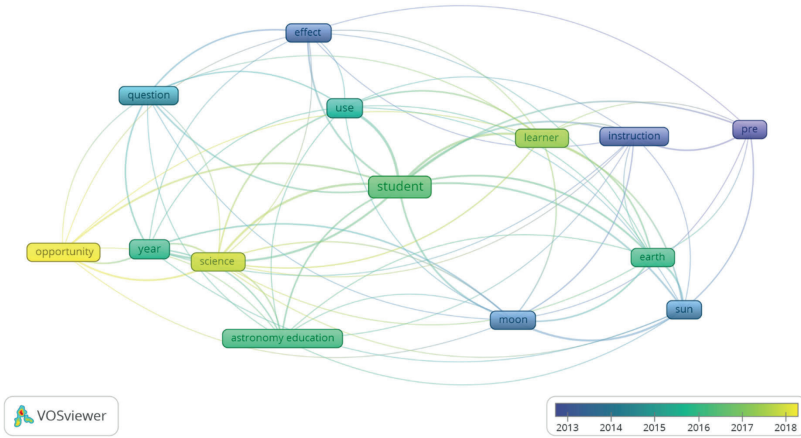 effect
question
use
learner
instruction
pre
student
opportunity
year
science
earth
astronomy education
moon
sun
VOSviewer
2013 2014 2015 2016 2017 2018